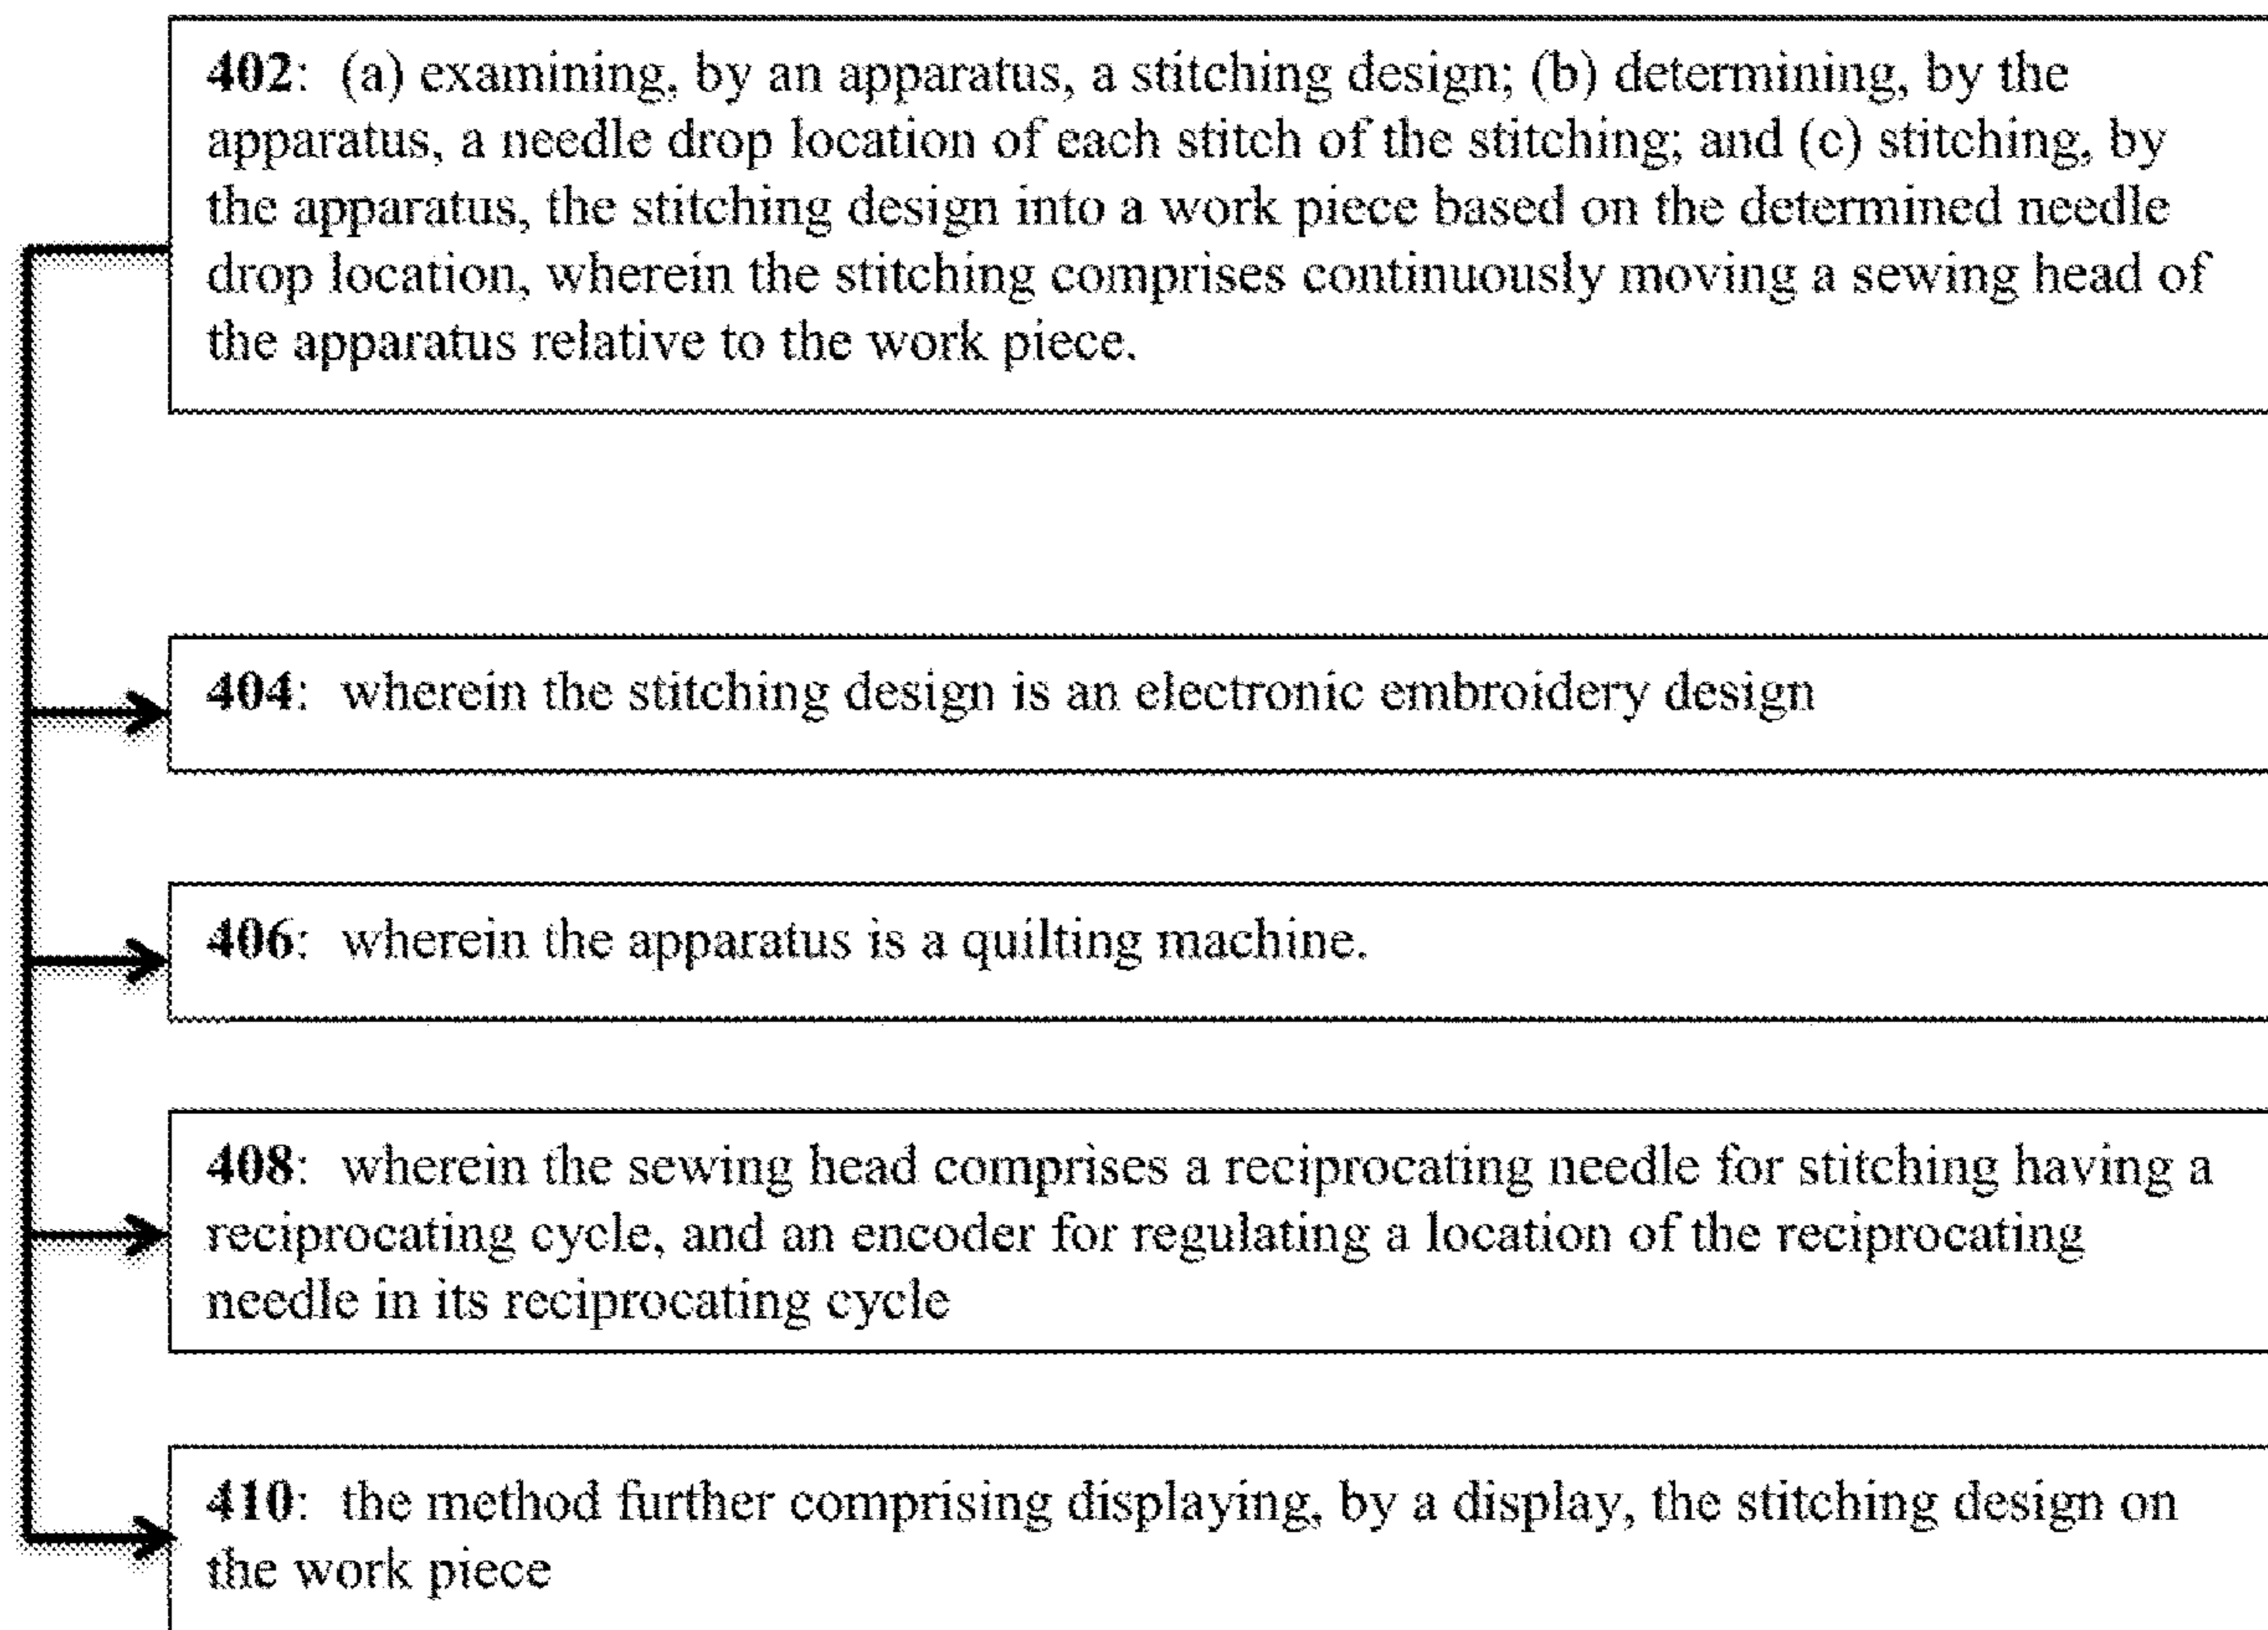 402: (a) examining, by an apparatus, a stitching design; (b) determining, by the
apparatus, a needle drop location of each stitch of the stitching; and (c) stitching, by
the apparatus, the stitching design into a work piece based on the determined needle
drop location, wherein the stitching comprises continuously moving a sewing head of
the apparatus relative to the work piece.
404: wherein the stitching design is an electronic embroidery design
406: wherein the apparatus is a quilting machine.
408: wherein the sewing head comprises a reciprocating needle for stitching having a
reciprocating cycle, and an encoder for regulating a location of the reciprocating
needle in its reciprocating cycle
410: the method further comprising displaying, by a display, the stitching design on
the work piece